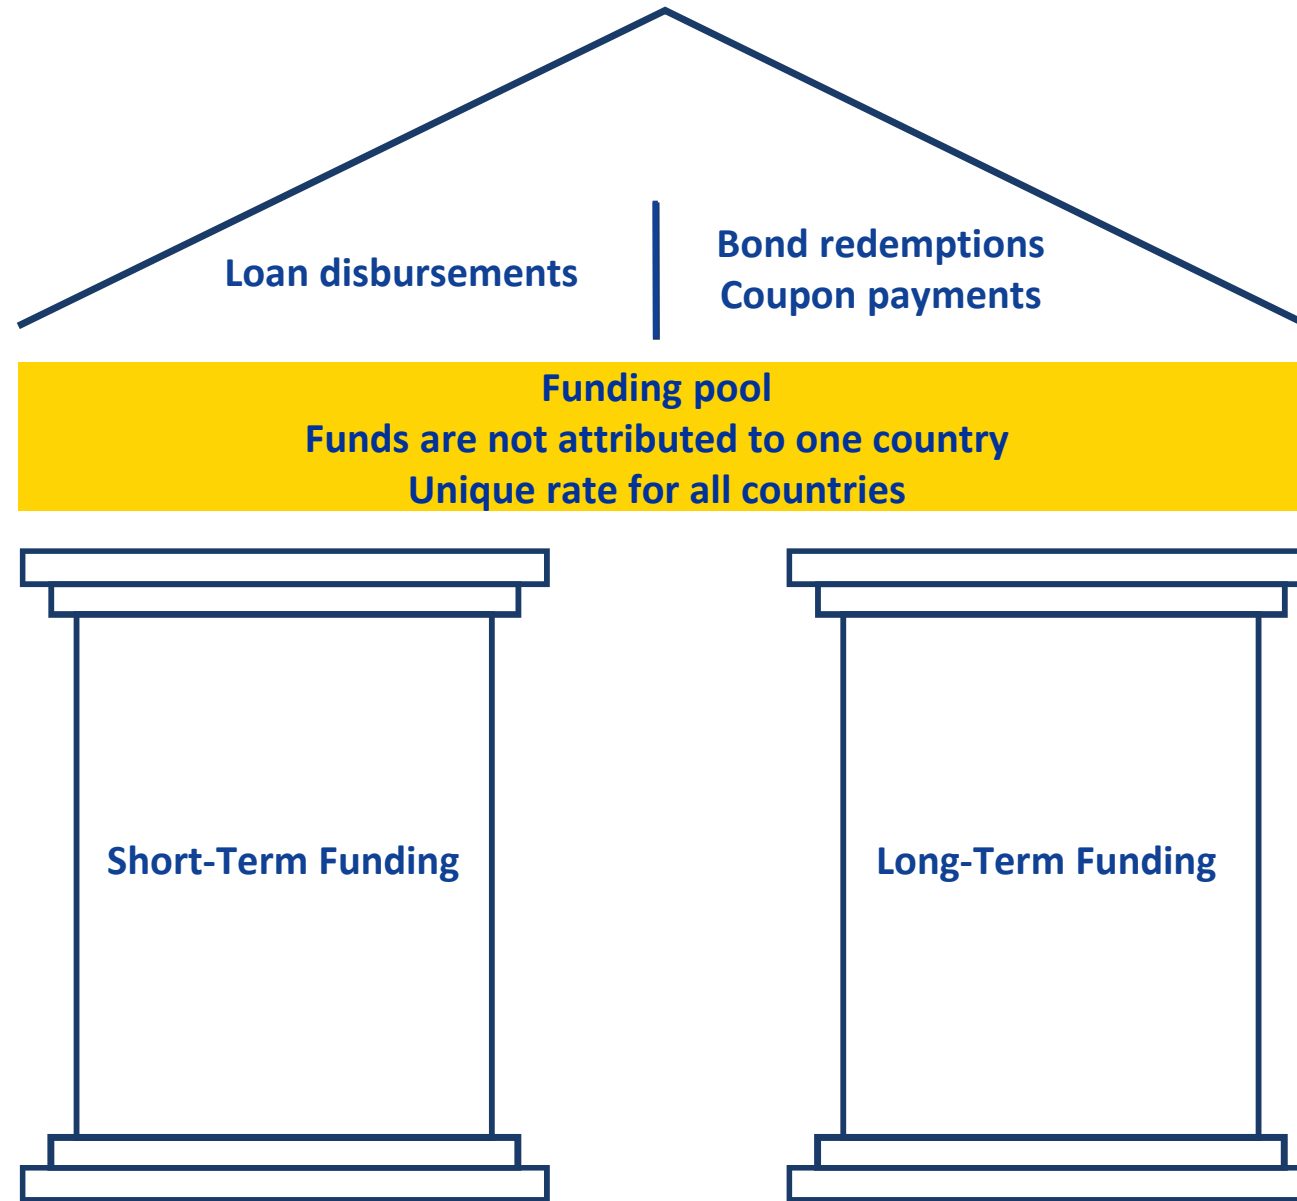 Loan disbursements
Bond redemptions
Coupon payments
Funding pool
Funds are not attributed to one country
Unique rate for all countries
Short-Term Funding
Long-Term Funding